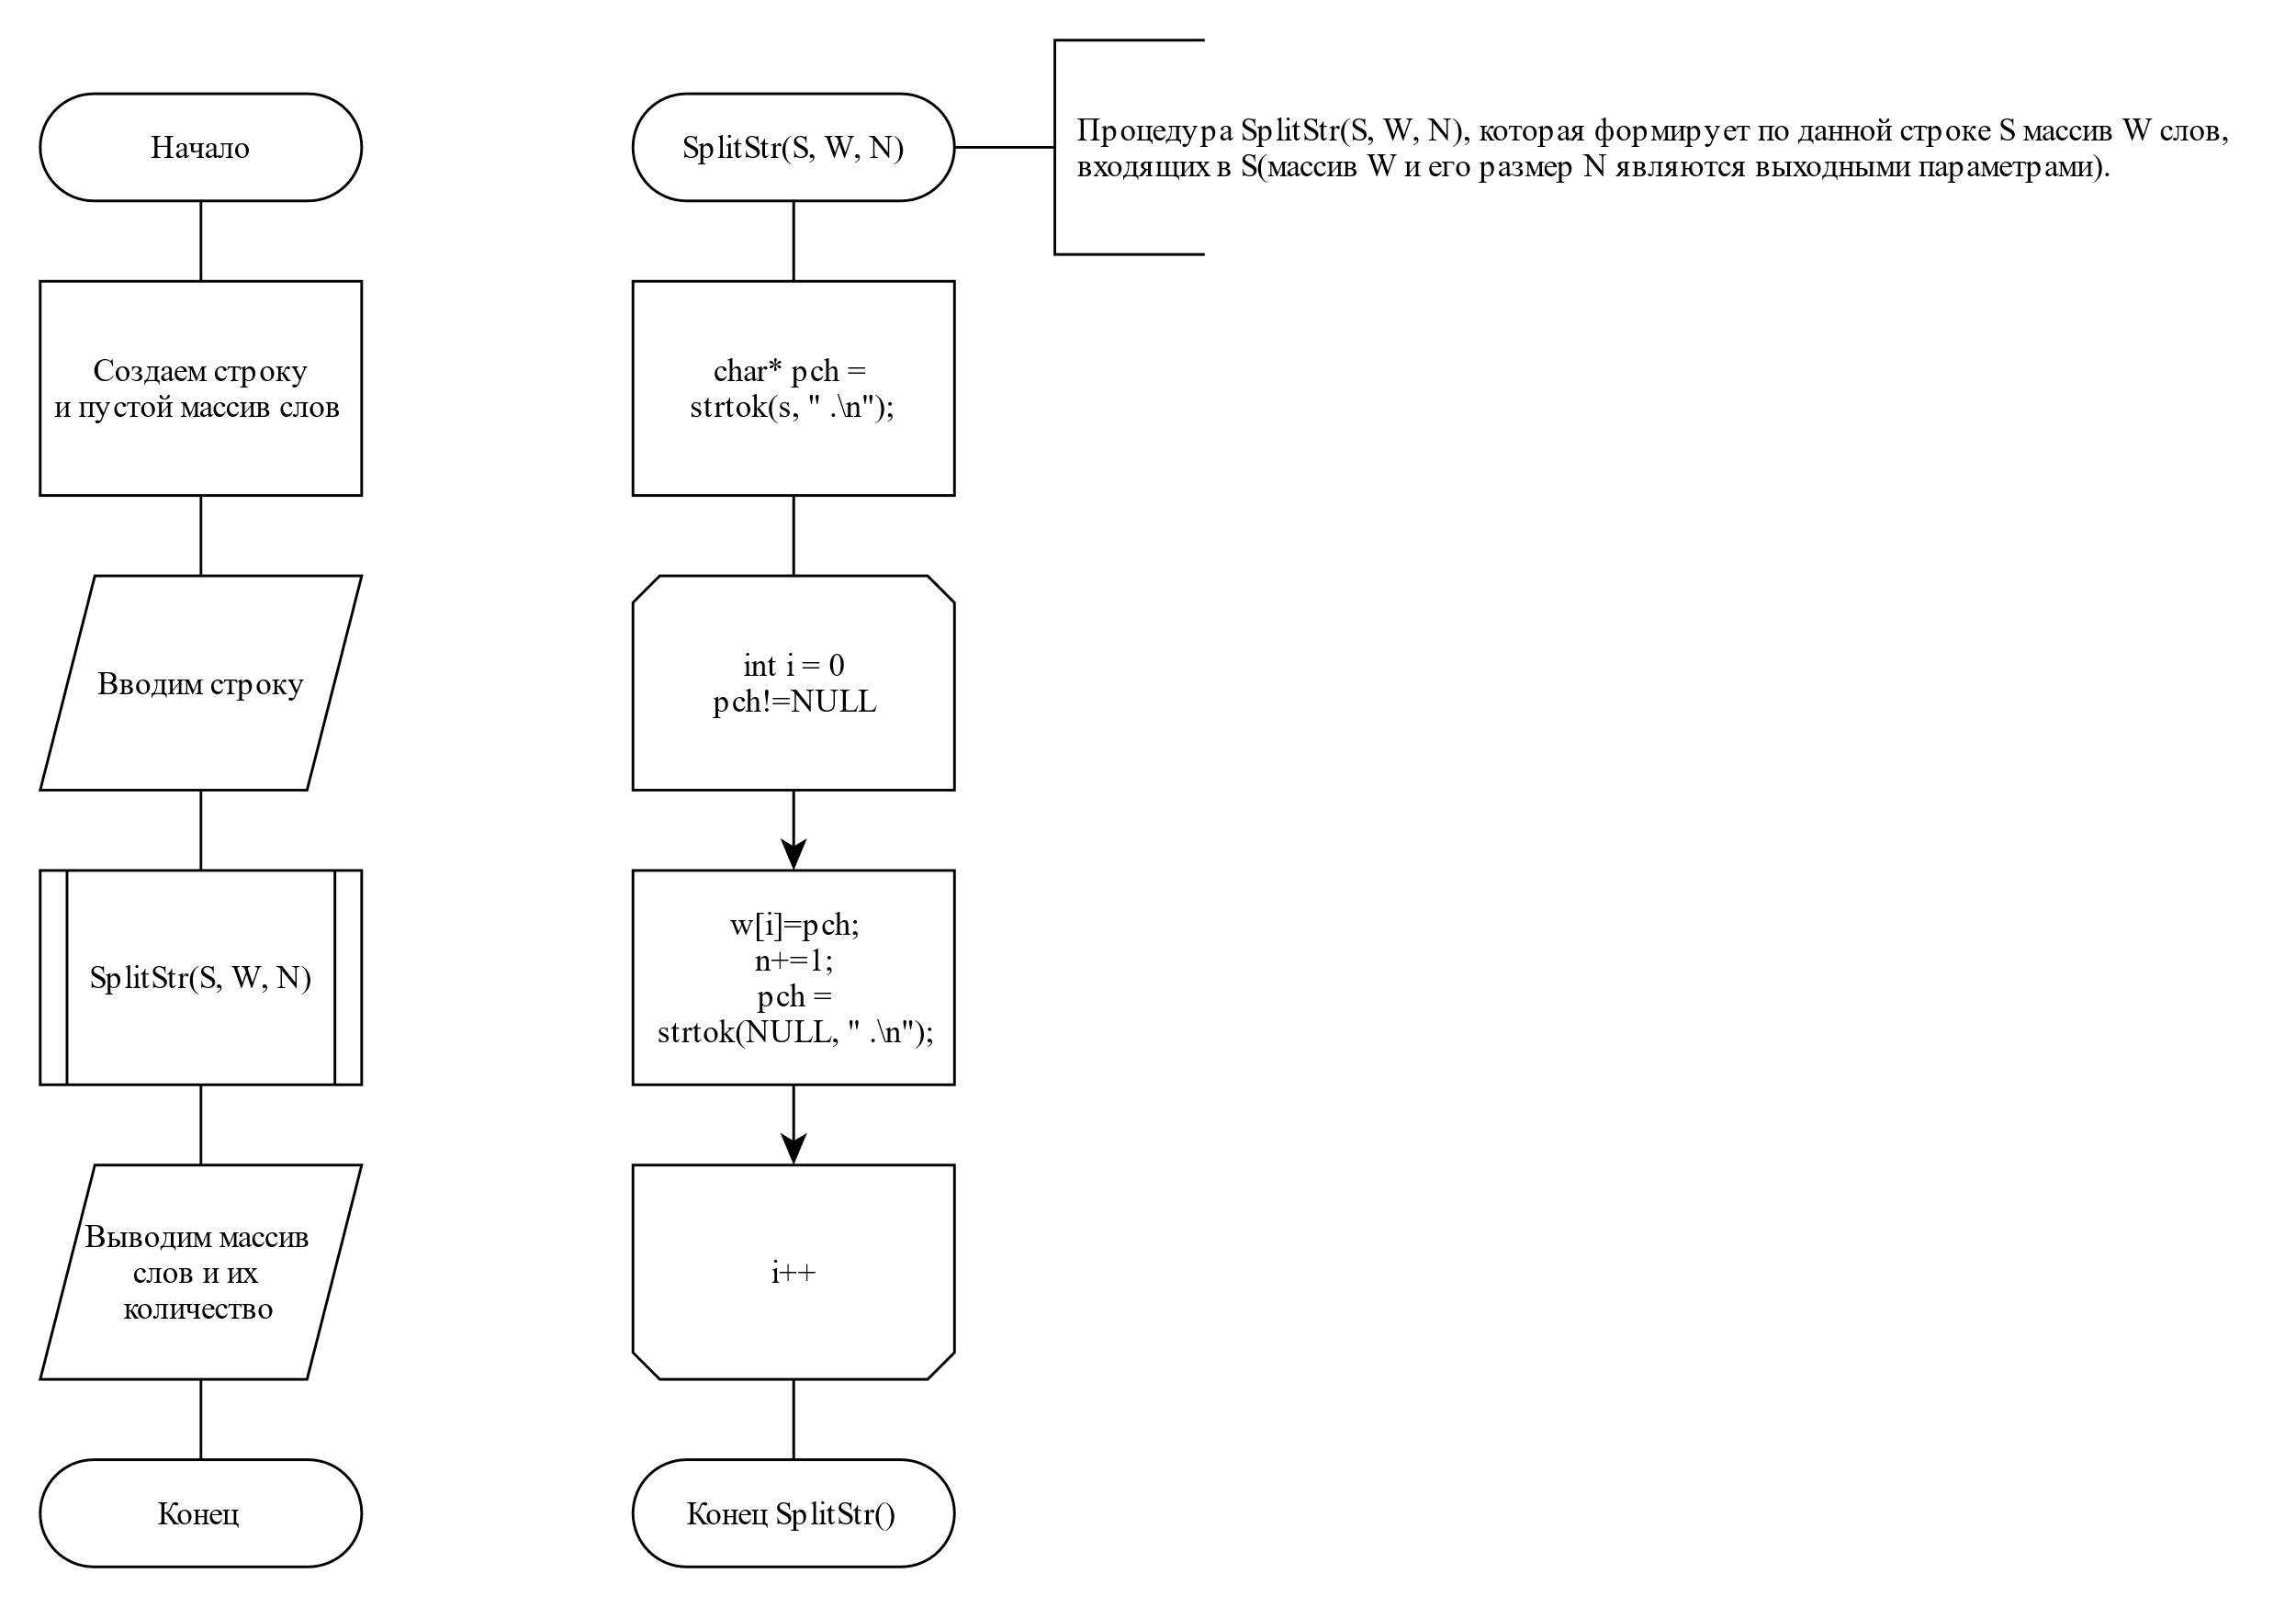 Начало
Создаем строку
и пустой массив слов
Вводим строку
SplitStr(S, W, N)
Выводим массив
слов и их
количество
Конец
SplitStr(S, W, N)
Процедура SplitStr(S, W, N), которая формирует по данной строке S массив W слов,
входящих в S(массив W и его размер N являются выходными параметрами).
char* pch =
strtok(s, " .\n");
int i = 0
pch!=NULL
w[i]=pch;
n+=1;
pch =
strtok(NULL, " .\n");
i++
Конец SplitStr()